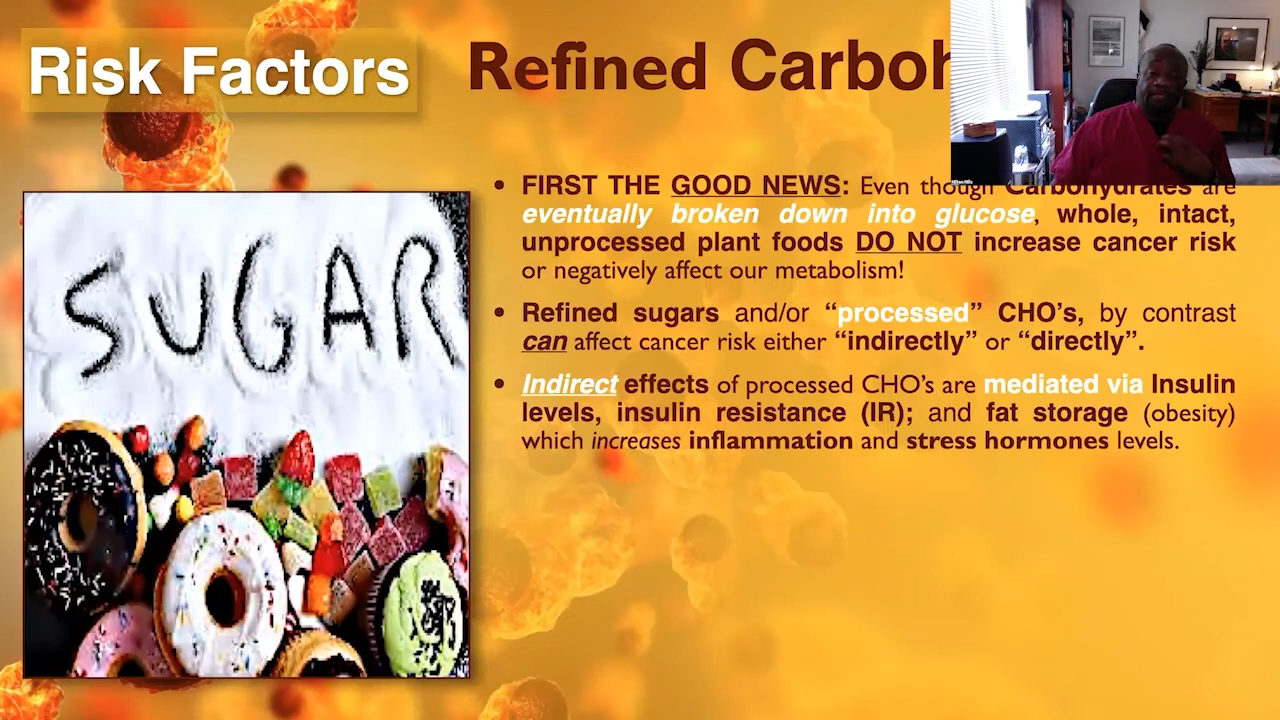 Risk Factors
Refined Carboh
SUGAR
• FIRST THE GOOD NEWS: Even though Carbohydrates are
eventually broken down into glucose, whole, intact,
unprocessed plant foods DO NOT increase cancer risk
or negatively affect our metabolism!
• Refined sugars and/or “processed” CHO’s, by contrast
can affect cancer risk either “indirectly” or “directly”.
• Indirect effects of processed CHO’s are mediated via Insulin
levels, insulin resistance (IR); and fat storage (obesity)
which increases inflammation and stress hormones levels.